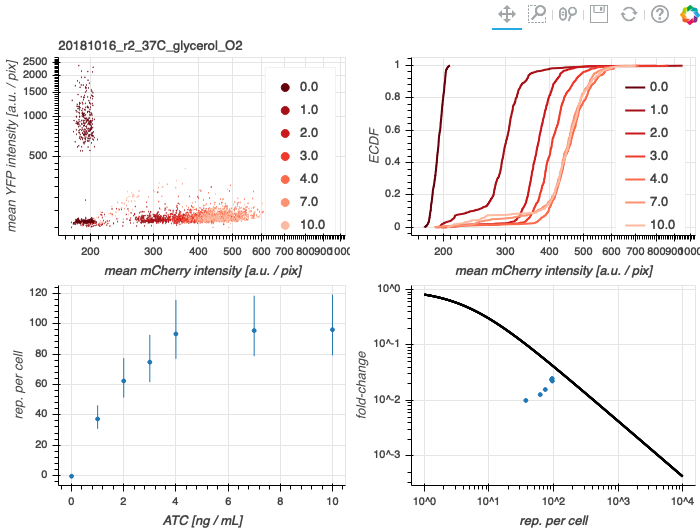 20181016_r2_37C_glycerol_O2
mean YFP intensity [a.u. / pix]
2500
2000
1500
1000
500
0.0
1.0
2.0
3.0
4.0
7.0
10.0
200 300 400 500 600 700 800 900 1000
mean mCherry intensity [a.u. / pix]
ECDF
1
0.8
0.6
0.4
0.2
0
0.0
1.0
2.0
3.0
4.0
7.0
10.0
200 300 400 500 600 700 800 900 1000
mean mCherry intensity [a.u. / pix]
rep. per cell
120
100
80
60
40
20
0
0 2 4 6 8 10
ATC [ng / mL]
fold-change
10^0
10^-1
10^-2
10^-3
10^0 10^1 10^2 10^3 10^4
rep. per cell